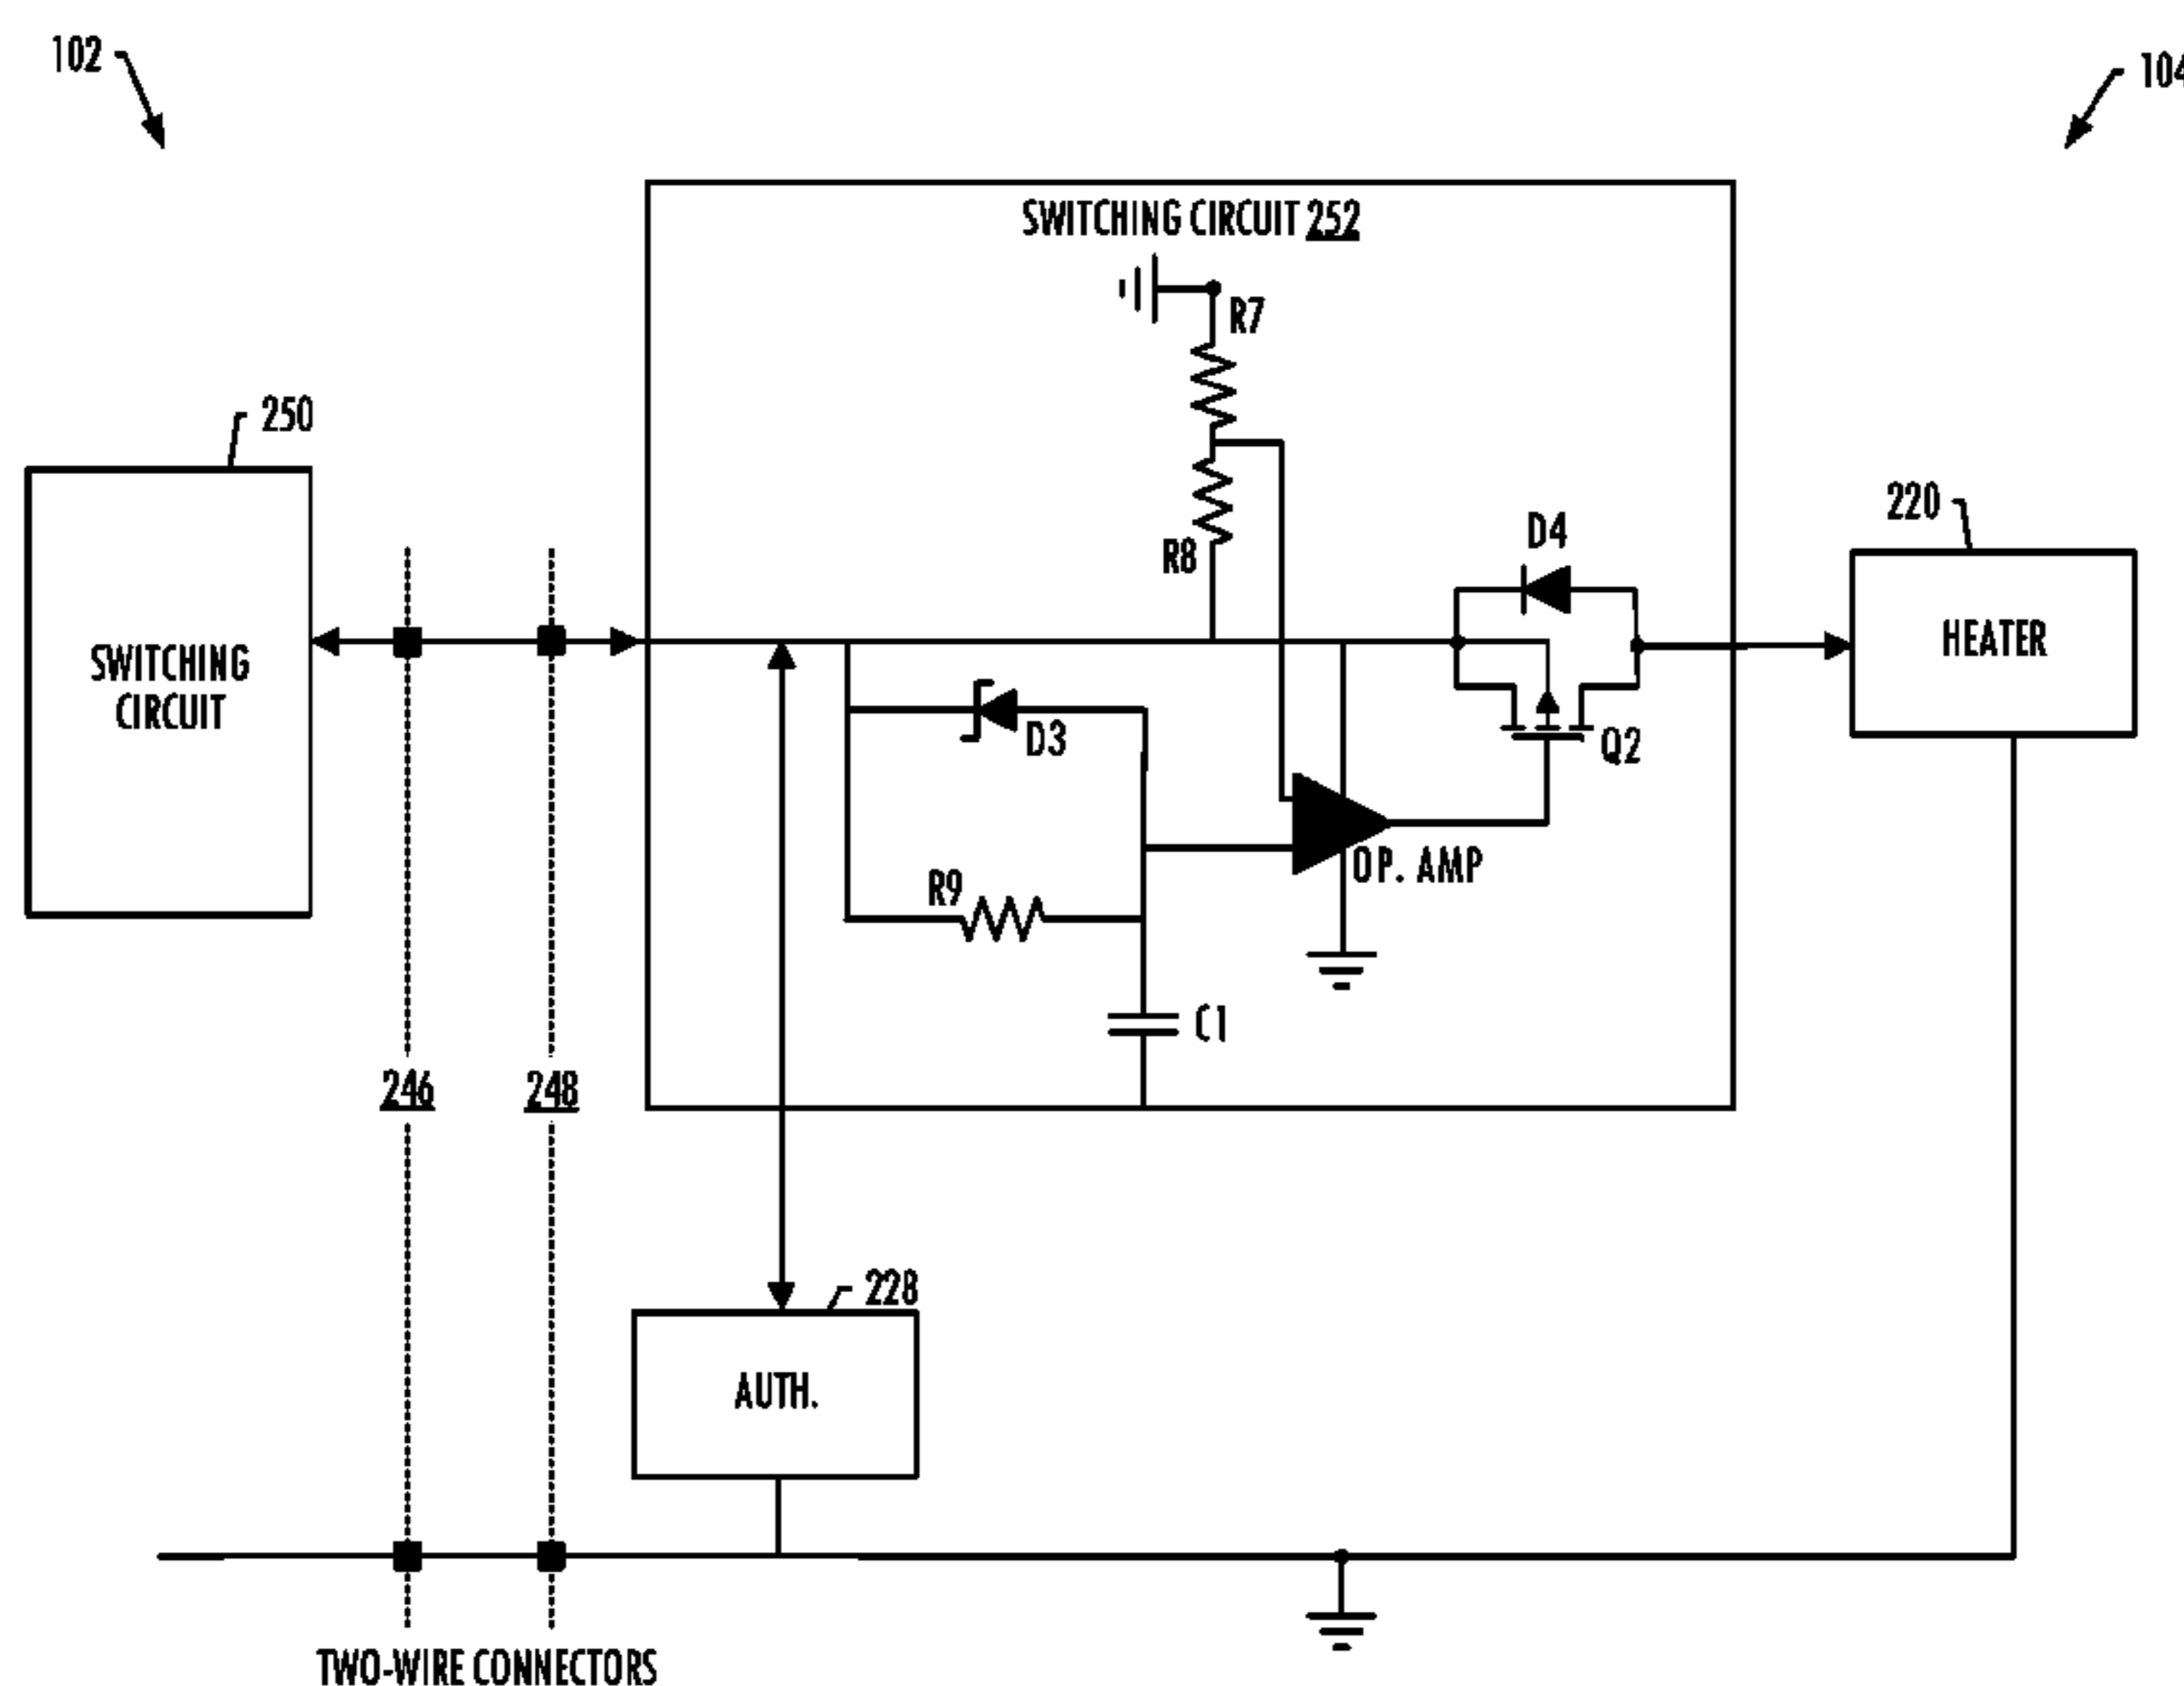 102
104
SWITCHING CIRCUIT 252
R7
250
220
D4
R8
HEATER
SWITCHING
CIRCUIT
D3
Q2
OP. AMP
R9
C1
246
248
228
AUTH.
TWO-WIRE CONNECTORS